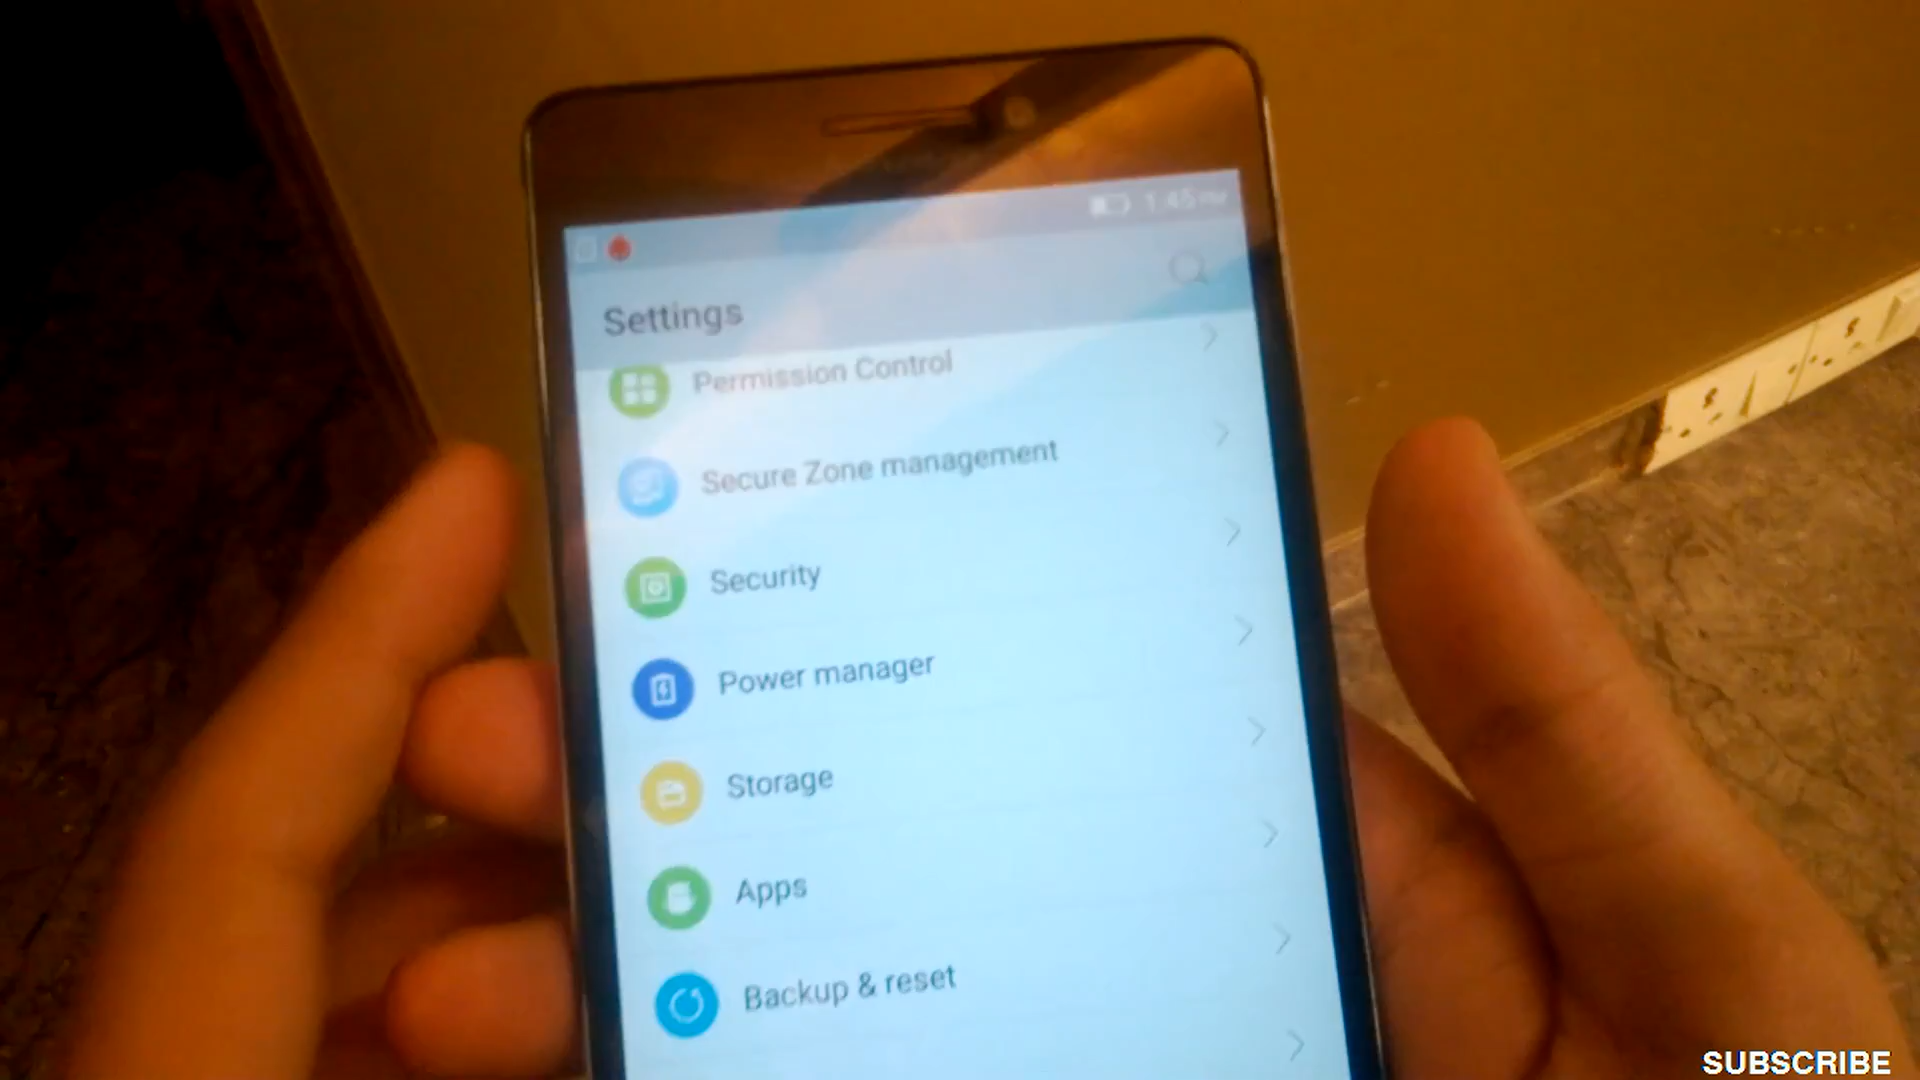 1:45 PM
Settings
Permission Control
Secure Zone management
Security
Power manager
Storage
Apps
Backup & reset
SUBSCRIBE